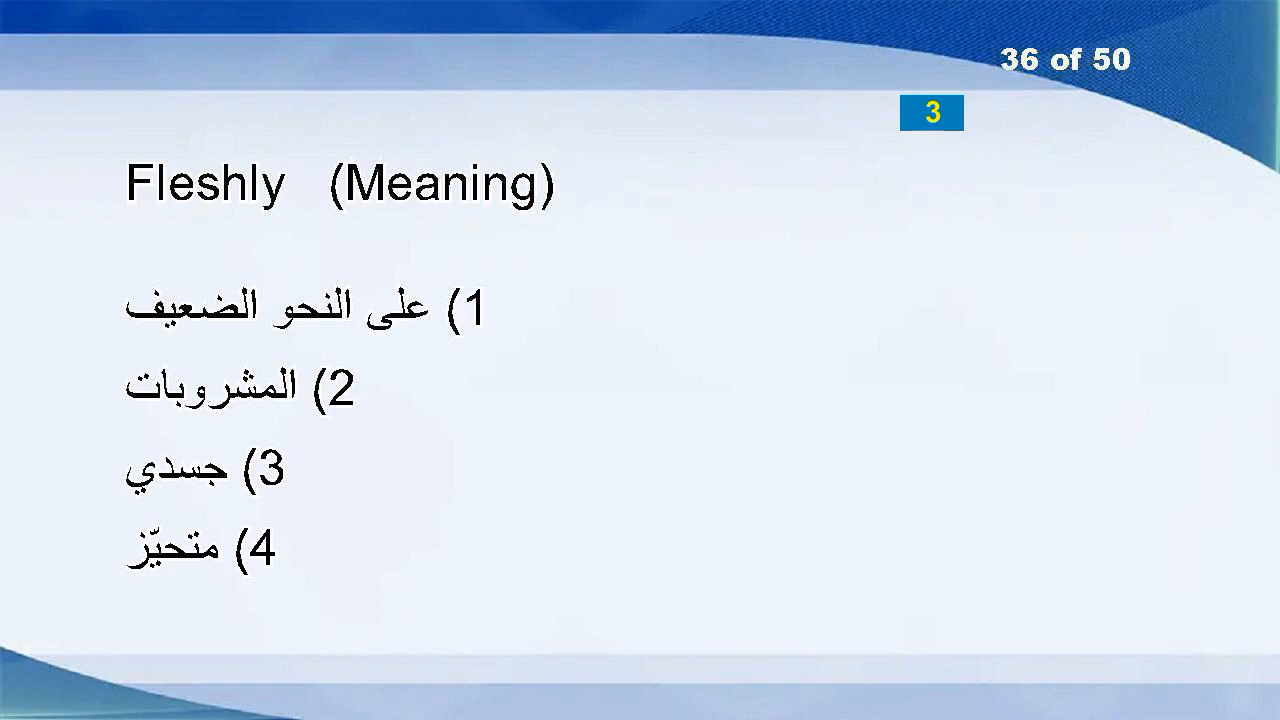 36 of 50
3
Fleshly (Meaning)
1) على النحو الضعيف
2) المشروبات
3) جسدي
4) متحيّز